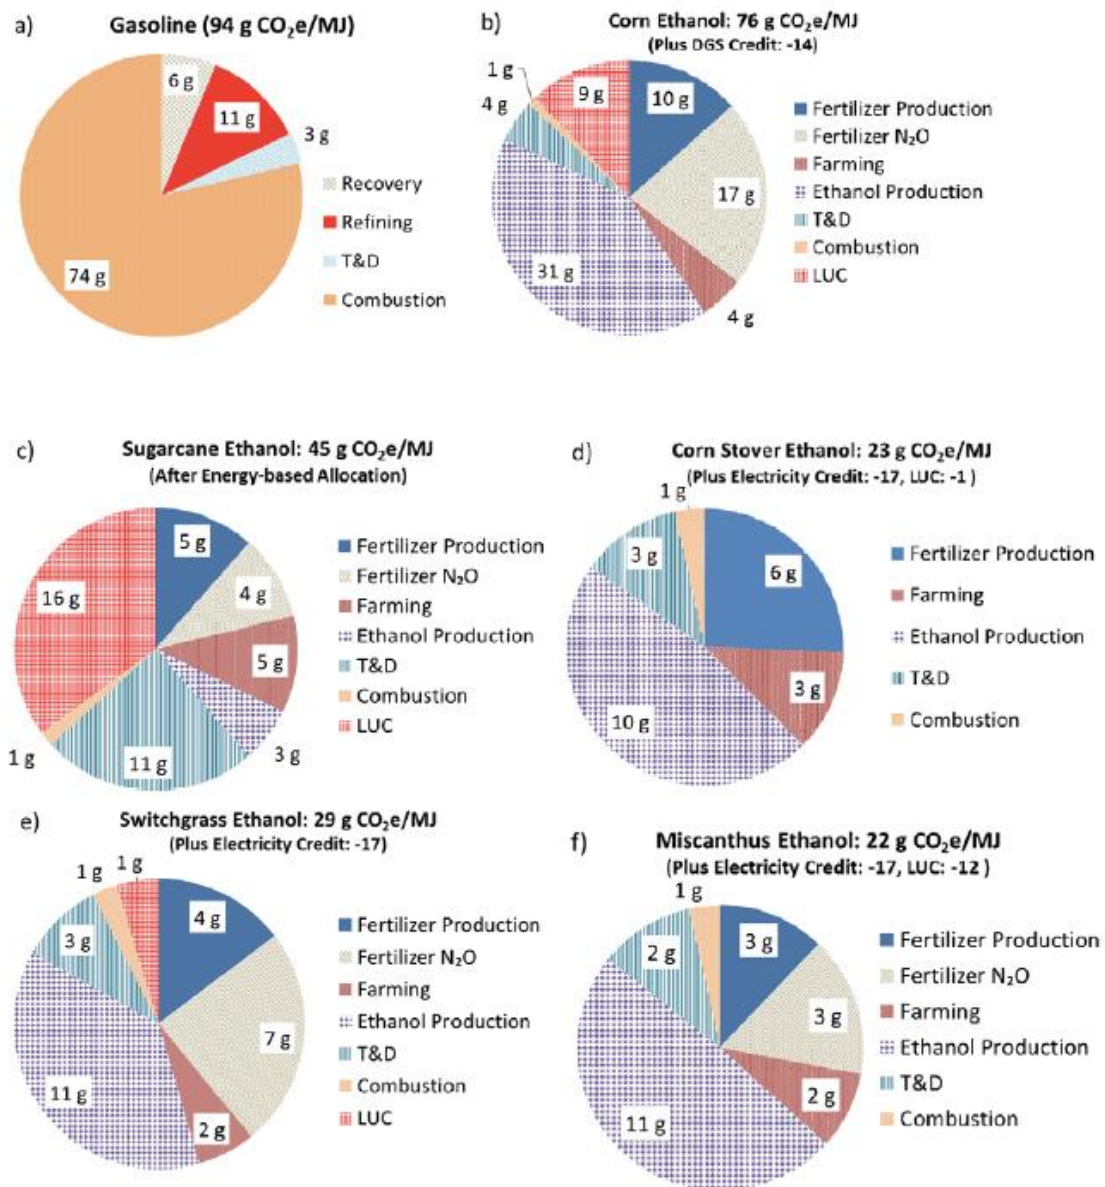 a)
Gasoline (94 g CO₂e/MJ)
6 g
11 g
3 g
74 g
Recovery
Refining
T&D
Combustion
b)
Corn Ethanol: 76 g CO₂e/MJ
(Plus DGS Credit: -14)
1 g
4 g
9 g
10 g
17 g
31 g
4 g
Fertilizer Production
Fertilizer N₂O
Farming
Ethanol Production
T&D
Combustion
LUC
c)
Sugarcane Ethanol: 45 g CO₂e/MJ
(After Energy-based Allocation)
5 g
4 g
16 g
5 g
3 g
1 g
11 g
Fertilizer Production
Fertilizer N₂O
Farming
Ethanol Production
T&D
Combustion
LUC
d)
Corn Stover Ethanol: 23 g CO₂e/MJ
(Plus Electricity Credit: -17, LUC: -1 )
1 g
3 g
6 g
3 g
10 g
Fertilizer Production
Farming
Ethanol Production
T&D
Combustion
e)
Switchgrass Ethanol: 29 g CO₂e/MJ
(Plus Electricity Credit: -17)
1 g
1 g
4 g
3 g
7 g
11 g
2 g
Fertilizer Production
Fertilizer N₂O
Farming
Ethanol Production
T&D
Combustion
LUC
f)
Miscanthus Ethanol: 22 g CO₂e/MJ
(Plus Electricity Credit: -17, LUC: -12 )
1 g
2 g
3 g
3 g
2 g
11 g
Fertilizer Production
Fertilizer N₂O
Farming
Ethanol Production
T&D
Combustion